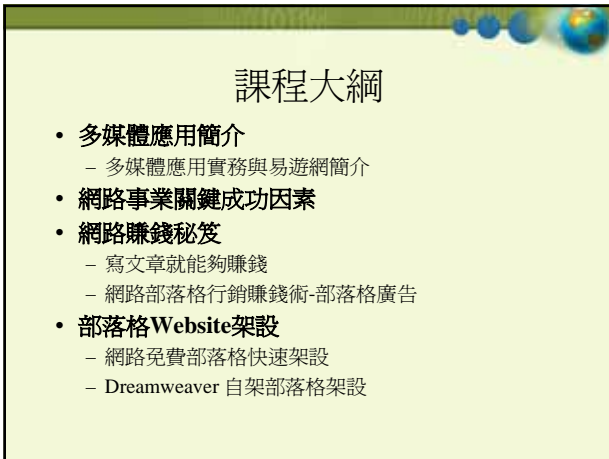 課程大綱
• 多媒體應用簡介
– 多媒體應用實務與易遊網簡介
• 網路事業關鍵成功因素
• 網路賺錢秘笈
– 寫文章就能夠賺錢
– 網路部落格行銷賺錢術-部落格廣告
• 部落格Website架設
– 網路免費部落格快速架設
– Dreamweaver 自架部落格架設